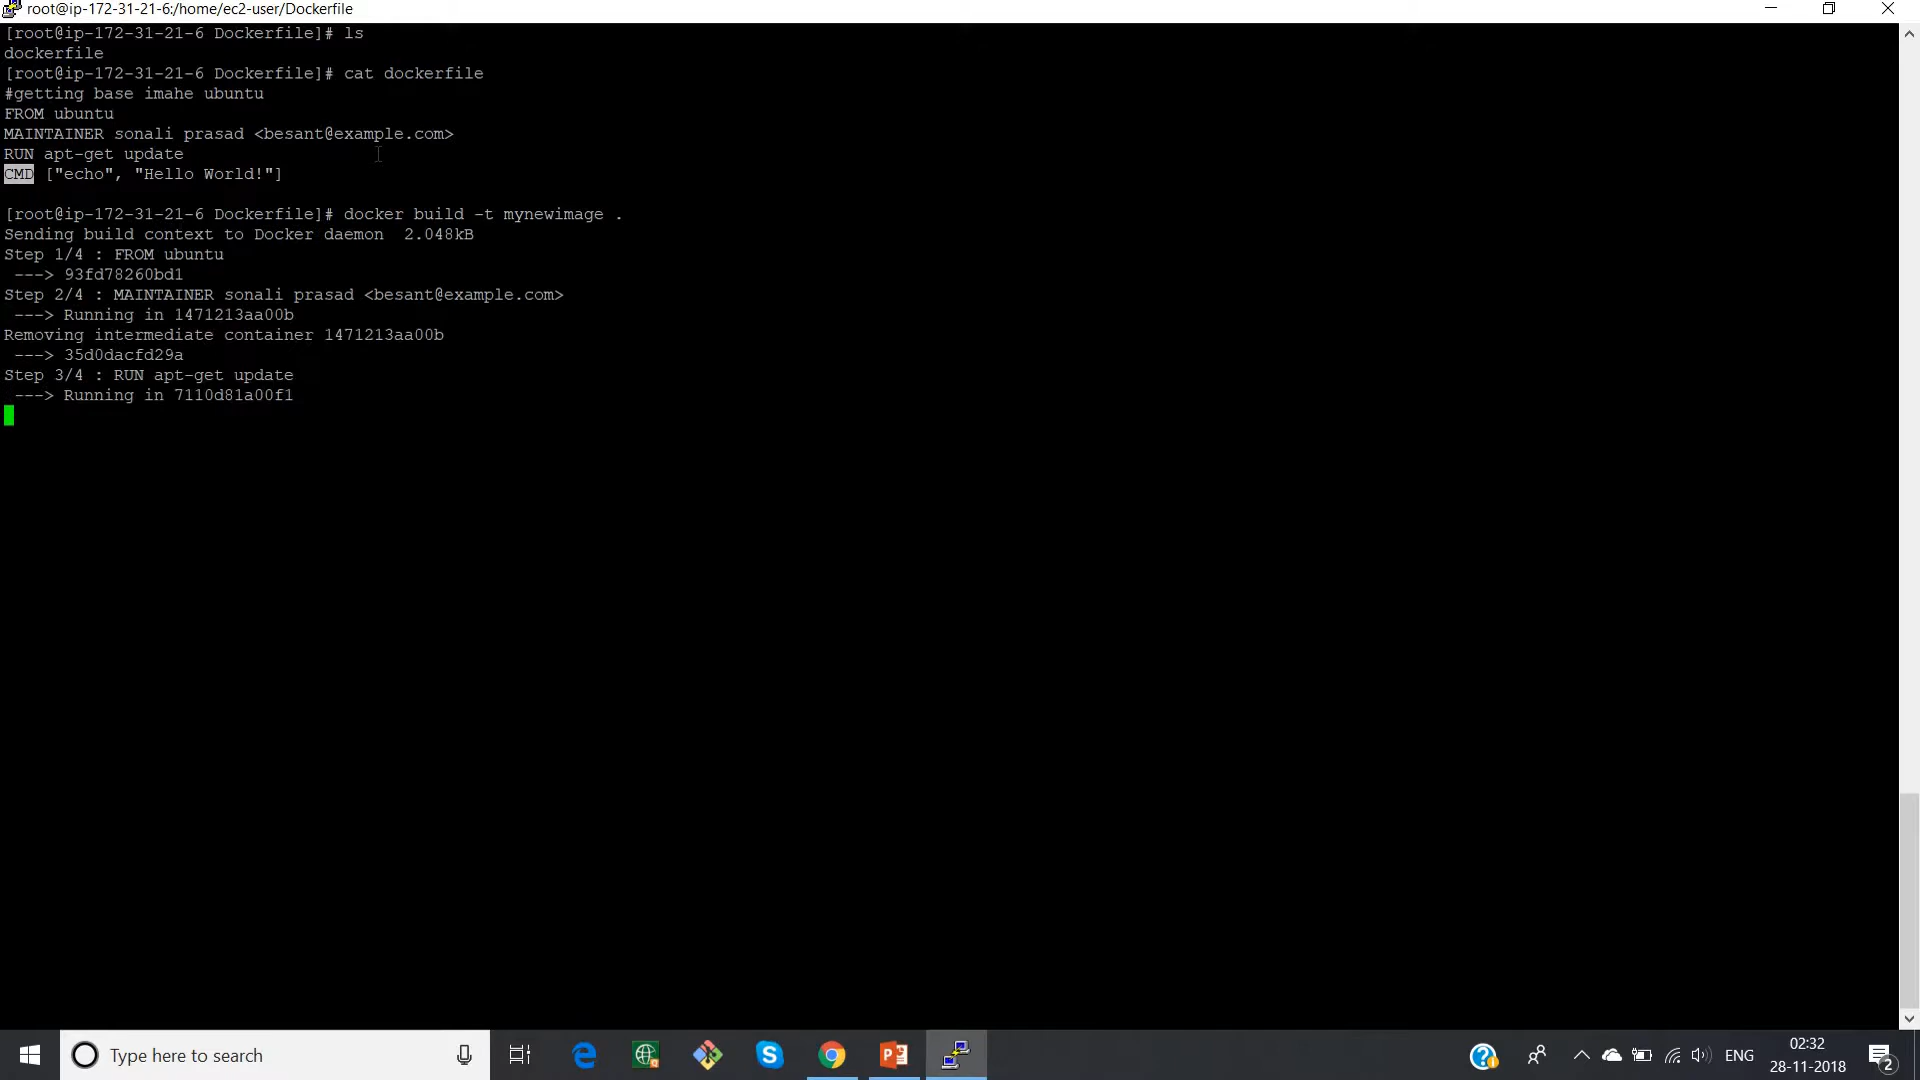 root@ip-172-31-21-6:/home/ec2-user/Dockerfile
[root@ip-172-31-21-6 Dockerfile]# ls
dockerfile
[root@ip-172-31-21-6 Dockerfile]# cat dockerfile
#getting base imahe ubuntu
FROM ubuntu
MAINTAINER sonali prasad <besant@example.com>
RUN apt-get update
CMD ["echo", "Hello World!"]
[root@ip-172-31-21-6 Dockerfile]# docker build -t mynewimage .
Sending build context to Docker daemon  2.048kB
Step 1/4 : FROM ubuntu
 ---> 93fd78260bd1
Step 2/4 : MAINTAINER sonali prasad <besant@example.com>
 ---> Running in 1471213aa00b
Removing intermediate container 1471213aa00b
 ---> 35d0dacfd29a
Step 3/4 : RUN apt-get update
 ---> Running in 7110d81a00f1
Type here to search
ENG
02:32
28-11-2018
2